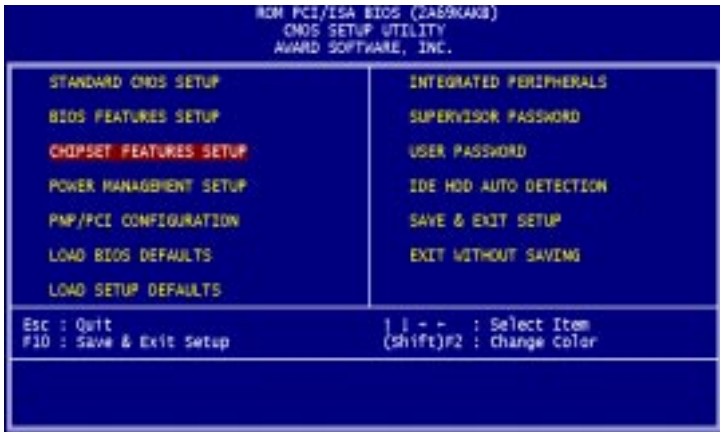 ROM PCI/ISA BIOS (2A69KAKB)
CMOS SETUP UTILITY
AWARD SOFTWARE, INC.
STANDARD CMOS SETUP
BIOS FEATURES SETUP
CHIPSET FEATURES SETUP
POWER MANAGEMENT SETUP
PNP/PCI CONFIGURATION
LOAD BIOS DEFAULTS
LOAD SETUP DEFAULTS
INTEGRATED PERIPHERALS
SUPERVISOR PASSWORD
USER PASSWORD
IDE HDD AUTO DETECTION
SAVE & EXIT SETUP
EXIT WITHOUT SAVING
Esc : Quit
F10 : Save & Exit Setup
: Select Item
(Shift)F2 : Change Color